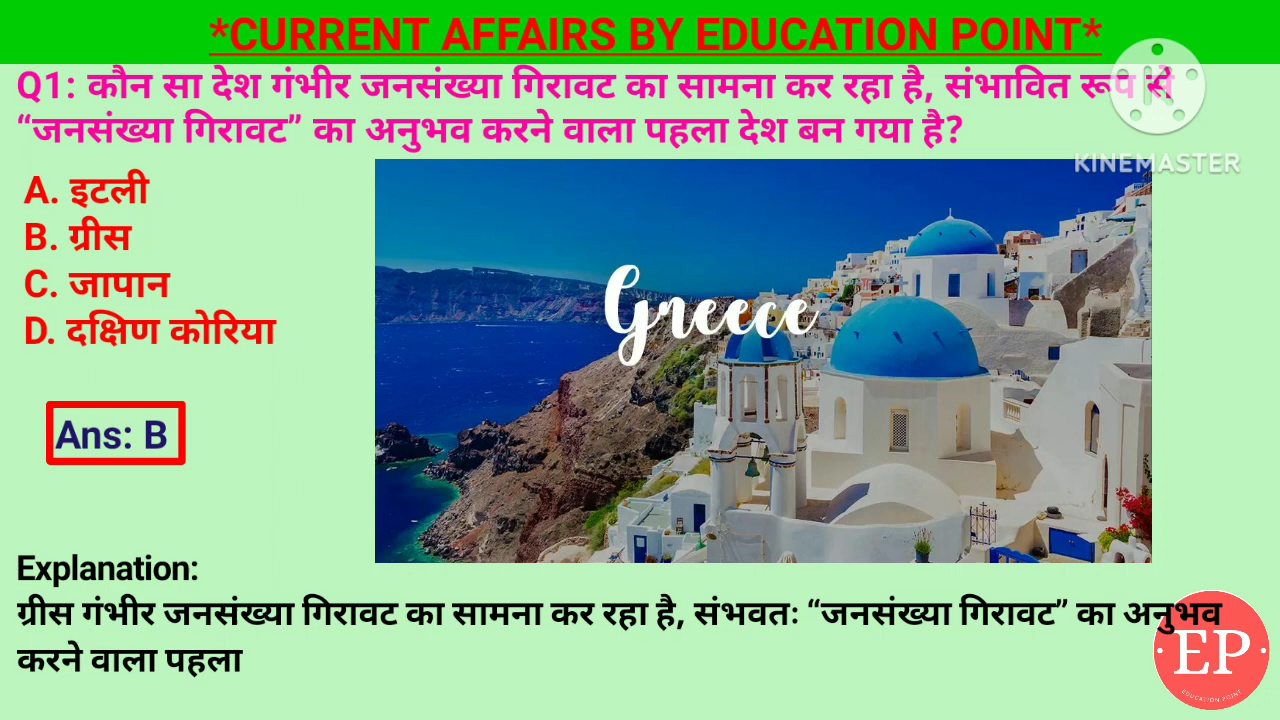 *CURRENT AFFAIRS BY EDUCATION POINT*
Q1: कौन सा देश गंभीर जनसंख्या गिरावट का सामना कर रहा है, संभावित रूप से
“जनसंख्या गिरावट” का अनुभव करने वाला पहला देश बन गया है?
KINEMASTER
A. इटली
B. ग्रीस
C. जापान
D. दक्षिण कोरिया
Greece
Ans: B
Explanation:
ग्रीस गंभीर जनसंख्या गिरावट का सामना कर रहा है, संभवतः “जनसंख्या गिरावट” का अनुभव
करने वाला पहला
EP
EDUCATION POINT